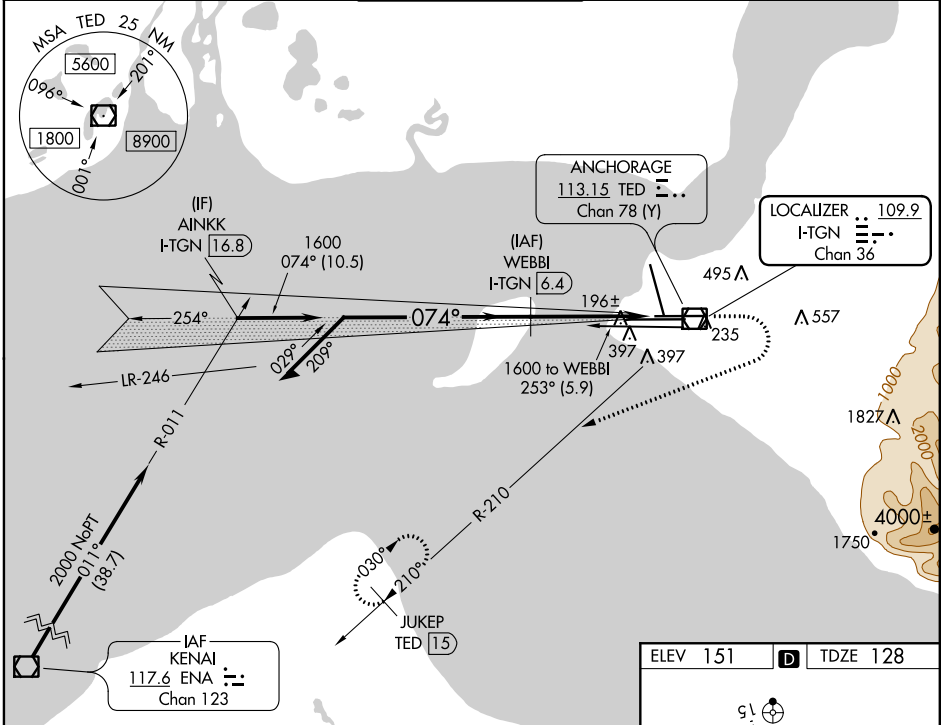 MSA TED 25 NM
5600
096°
201°
1800
8900
001°
ANCHORAGE
113.15 TED
Chan 78 (Y)
LOCALIZER 109.9
I-TGN
Chan 36
(IF)
AINKK
I-TGN 16.8
1600
074° (10.5)
(IAF)
WEBBI
I-TGN 6.4
495
196±
557
254°
074°
235
029°
209°
397
397
1600 to WEBBI
253° (5.9)
LR-246
1000
1827
2000
R-011
R-210
4000±
1750
2000 NoPT
011°
(38.7)
030°
210°
JUKEP
TED 15
IAF
KENAI
117.6 ENA
Chan 123
ELEV 151
D
TDZE 128
15